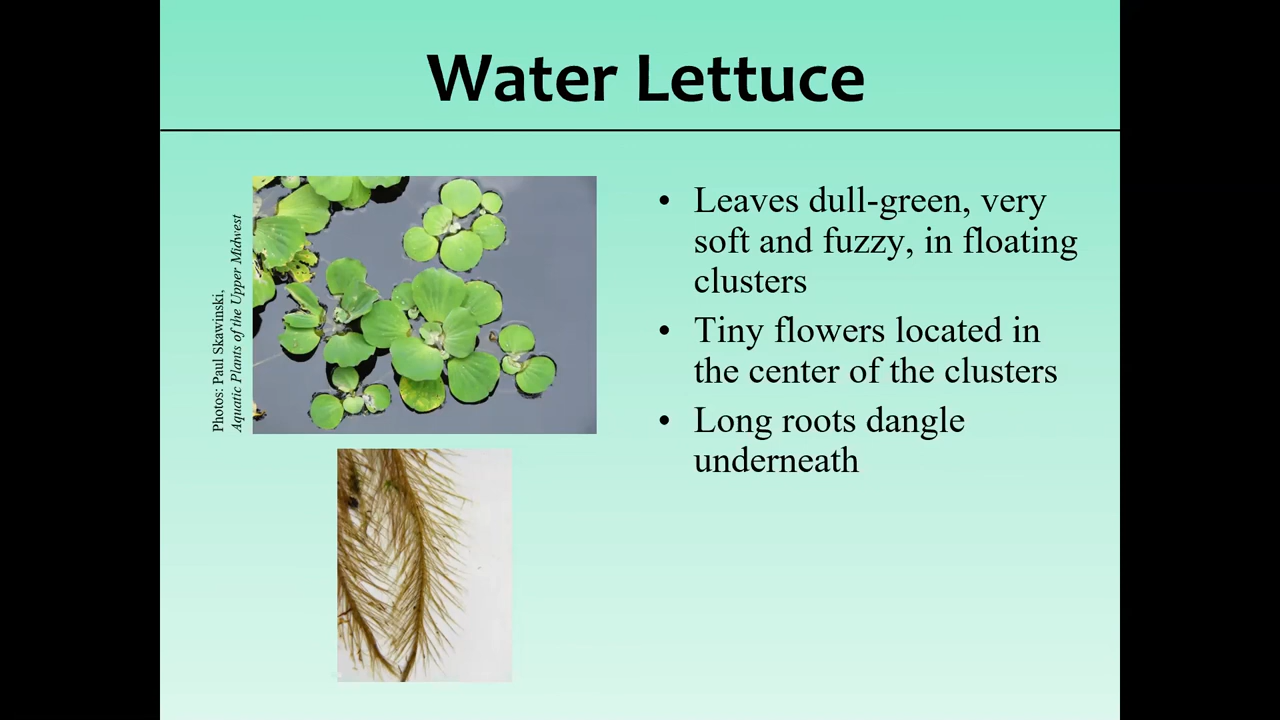 Water Lettuce
Photos: Paul Skawinski,
Aquatic Plants of the Upper Midwest
• Leaves dull-green, very
soft and fuzzy, in floating
clusters
• Tiny flowers located in
the center of the clusters
• Long roots dangle
underneath